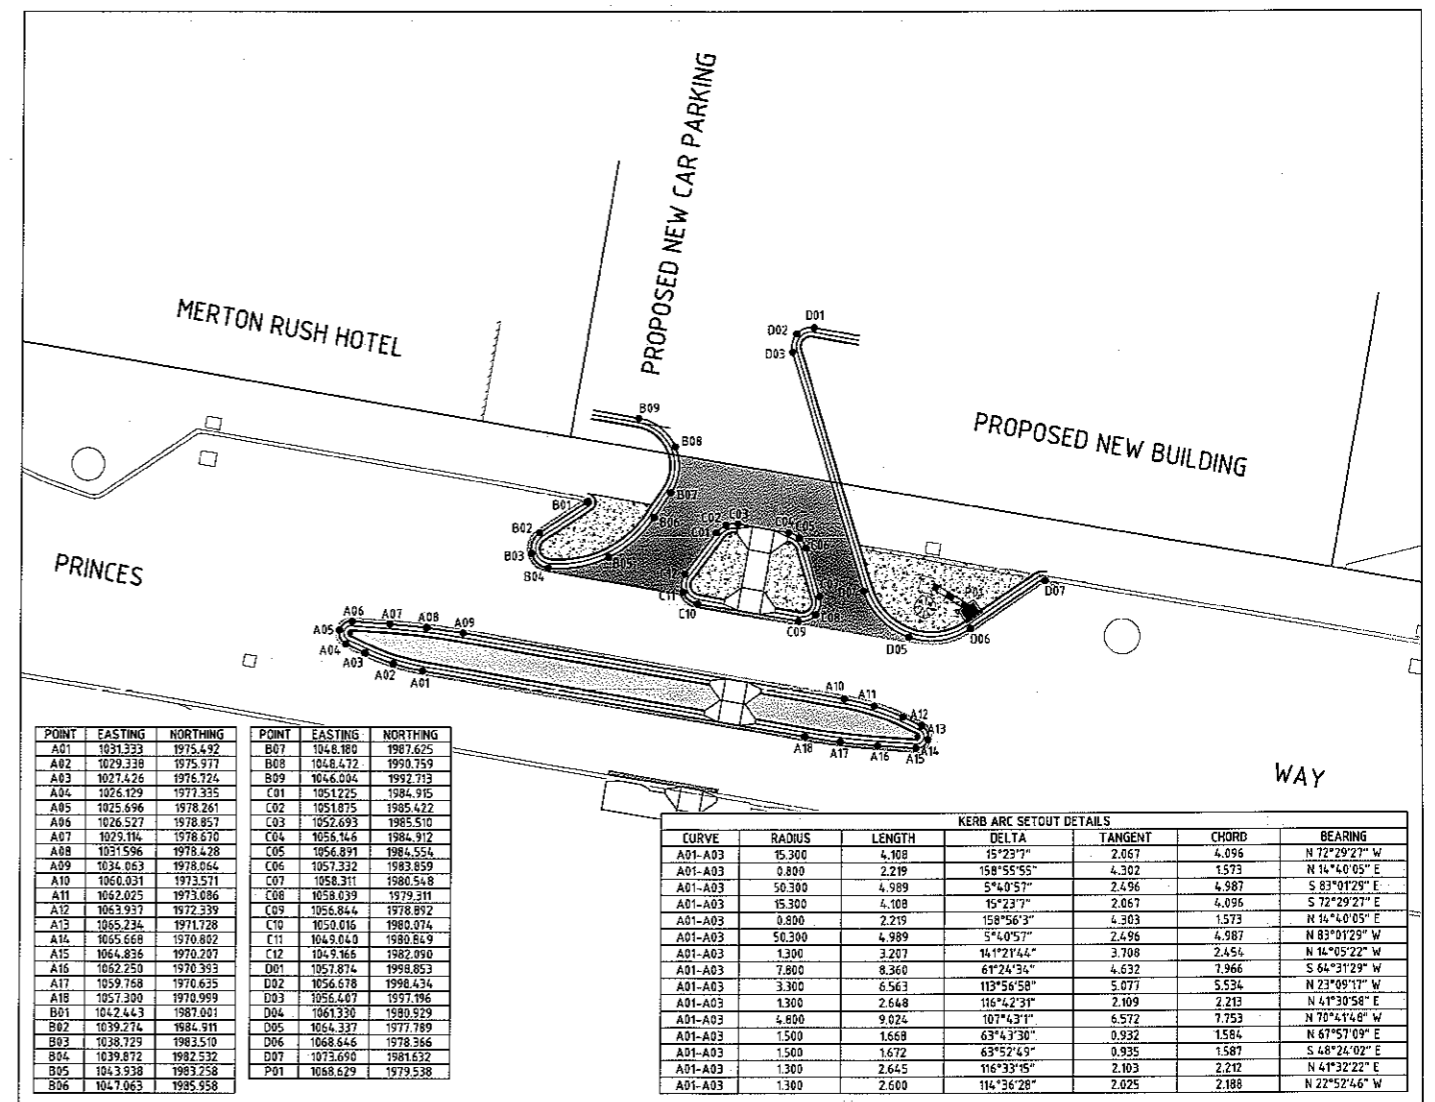 PROPOSED NEW CAR PARKING
MERTON RUSH HOTEL
PROPOSED NEW BUILDING
PRINCES
WAY
D01
D02
D03
B09
B08
B07
B01
B06
B02
B03
B05
B04
C02 C03
C01
C04 C05
C06
C07
C11
C10
C08
C09
P01
D07
D05
D06
A06
A07
A08
A09
A05
A04
A03
A02
A01
A10
A11
A12
A13
A14
A15
A16
A17
A18
POINT EASTING NORTHING
A01 1031.333 1975.492
A02 1029.338 1975.977
A03 1027.426 1976.724
A04 1026.129 1977.335
A05 1025.696 1978.261
A06 1026.527 1978.857
A07 1029.114 1978.670
A08 1031.596 1978.428
A09 1034.063 1978.064
A10 1060.031 1973.571
A11 1062.025 1973.086
A12 1063.937 1972.339
A13 1065.234 1971.728
A14 1065.668 1970.802
A15 1064.836 1970.207
A16 1062.250 1970.393
A17 1059.768 1970.635
A18 1057.300 1970.999
B01 1042.443 1987.001
B02 1039.274 1984.911
B03 1038.729 1983.510
B04 1039.872 1982.532
B05 1043.938 1983.258
B06 1047.063 1985.958
POINT EASTING NORTHING
B07 1048.180 1987.625
B08 1048.472 1990.759
B09 1046.004 1992.713
C01 1051.225 1984.915
C02 1051.875 1985.422
C03 1052.693 1985.510
C04 1056.146 1984.912
C05 1056.891 1984.554
C06 1057.332 1983.859
C07 1058.311 1980.548
C08 1058.039 1979.311
C09 1056.844 1978.892
C10 1050.016 1980.074
C11 1049.040 1980.849
C12 1049.166 1982.090
D01 1057.874 1998.853
D02 1056.678 1998.434
D03 1056.407 1997.196
D04 1061.330 1980.929
D05 1064.337 1977.789
D06 1068.646 1978.366
D07 1073.690 1981.632
P01 1068.629 1979.538
KERB ARC SETOUT DETAILS
CURVE RADIUS LENGTH DELTA TANGENT CHORD BEARING
A01-A03 15.300 4.108 15°23'7" 2.067 4.096 N 72°29'27" W
A01-A03 0.800 2.219 158°55'55" 4.302 1.573 N 14°40'05" E
A01-A03 50.300 4.989 5°40'57" 2.496 4.987 S 83°01'29" E
A01-A03 15.300 4.108 15°23'7" 2.067 4.096 S 72°29'27" E
A01-A03 0.800 2.219 158°56'3" 4.303 1.573 N 14°40'05" E
A01-A03 50.300 4.989 5°40'57" 2.496 4.987 N 83°01'29" W
A01-A03 1.300 3.207 141°21'44" 3.708 2.454 N 14°05'22" W
A01-A03 7.800 8.360 61°24'34" 4.632 7.966 S 64°31'29" W
A01-A03 3.300 6.563 113°56'58" 5.077 5.534 N 23°09'17" W
A01-A03 1.300 2.648 116°42'31" 2.109 2.213 N 41°30'58" E
A01-A03 4.800 9.024 107°43'1" 6.572 7.753 N 70°41'48" W
A01-A03 1.500 1.668 63°43'30" 0.932 1.584 N 67°57'09" E
A01-A03 1.500 1.672 63°52'49" 0.935 1.587 S 48°24'02" E
A01-A03 1.300 2.645 116°33'15" 2.103 2.212 N 41°32'22" E
A01-A03 1.300 2.600 114°36'28" 2.025 2.188 N 22°52'46" W